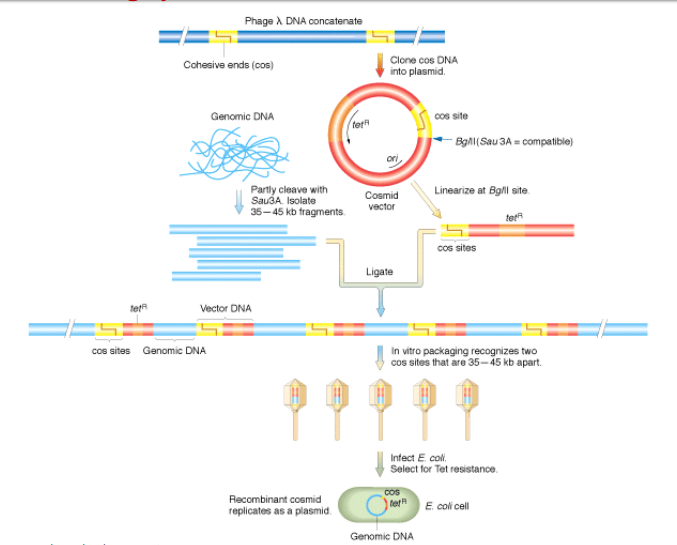 Phage λ DNA concatenate
Cohesive ends (cos)
Clone cos DNA
into plasmid.
Genomic DNA
tetR
cos site
BglII(Sau 3A = compatible)
ori
Partly cleave with
Sau3A. Isolate
35–45 kb fragments.
Cosmid
vector
Linearize at BglII site.
tetR
cos sites
Ligate
tetR
Vector DNA
cos sites
Genomic DNA
In vitro packaging recognizes two
cos sites that are 35–45 kb apart.
Infect E. coli.
Select for Tet resistance.
Recombinant cosmid
replicates as a plasmid.
cos
tetR
E. coli cell
Genomic DNA